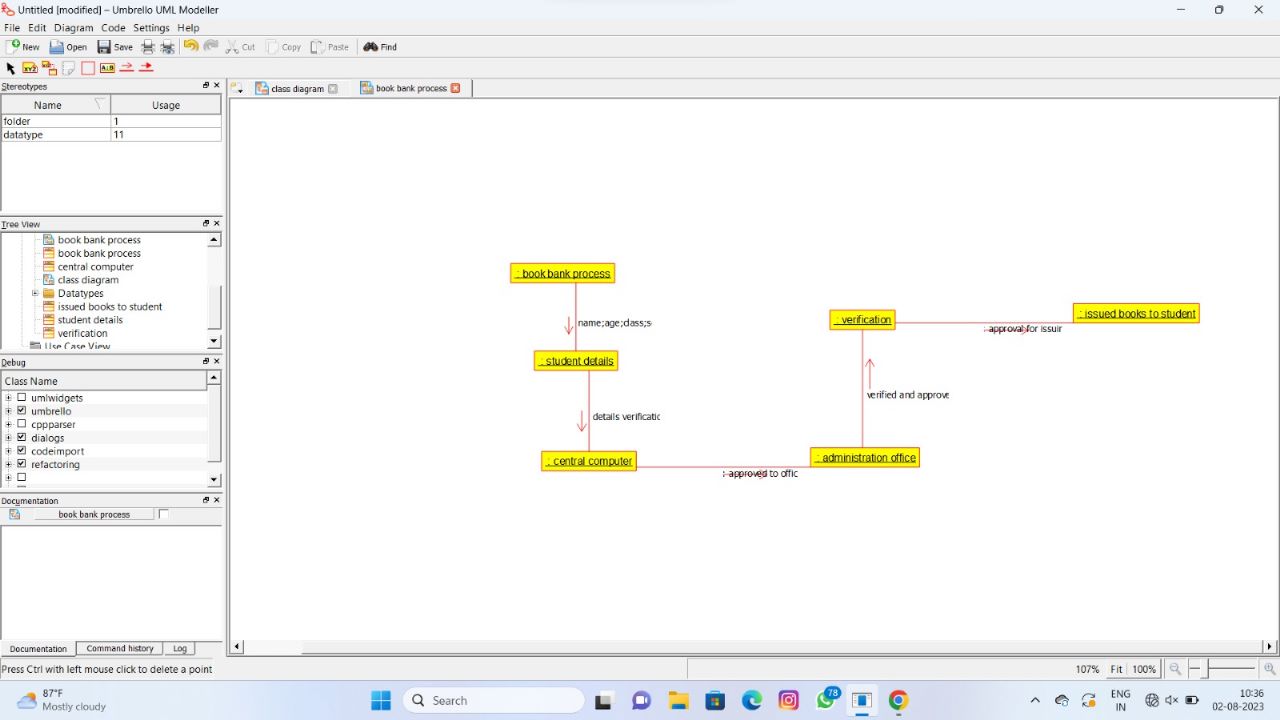 Untitled [modified] – Umbrello UML Modeller
File Edit Diagram Code Settings Help
New Open Save Cut Copy Paste Find
XYZ A:B
Stereotypes
Name Usage
folder 1
datatype 11
Tree View
book bank process
book bank process
central computer
class diagram
Datatypes
issued books to student
student details
verification
Use Case View
Debug
Class Name
umlwidgets
umbrello
cppparser
dialogs
codeimport
refactoring
Documentation
book bank process
Documentation Command history Log
class diagram book bank process
: book bank process
name;age;class;s
: student details
details verificatic
: central computer
: approved to offic
: administration office
verified and approve
: verification
: approval for issuir
: issued books to student
Press Ctrl with left mouse click to delete a point
107% Fit 100%
87°F
Mostly cloudy
Search
78
ENG
IN
10:36
02-08-2023